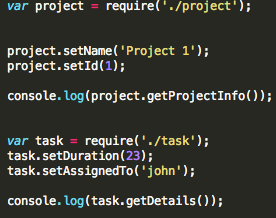 var project = require('./project');
project.setName('Project 1');
project.setId(1);
console.log(project.getProjectInfo());
var task = require('./task');
task.setDuration(23);
task.setAssignedTo('john');
console.log(task.getDetails());